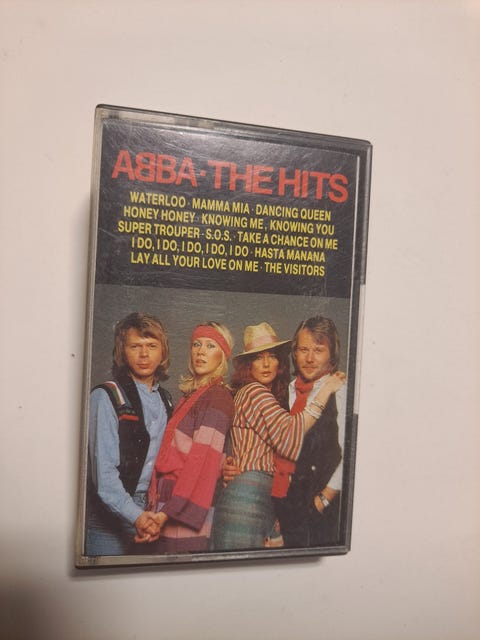 AᗺBA·THE HITS
WATERLOO · MAMMA MIA · DANCING QUEEN
HONEY HONEY · KNOWING ME, KNOWING YOU
SUPER TROUPER · S.O.S. · TAKE A CHANCE ON ME
I DO, I DO, I DO, I DO, I DO · HASTA MANANA
LAY ALL YOUR LOVE ON ME · THE VISITORS